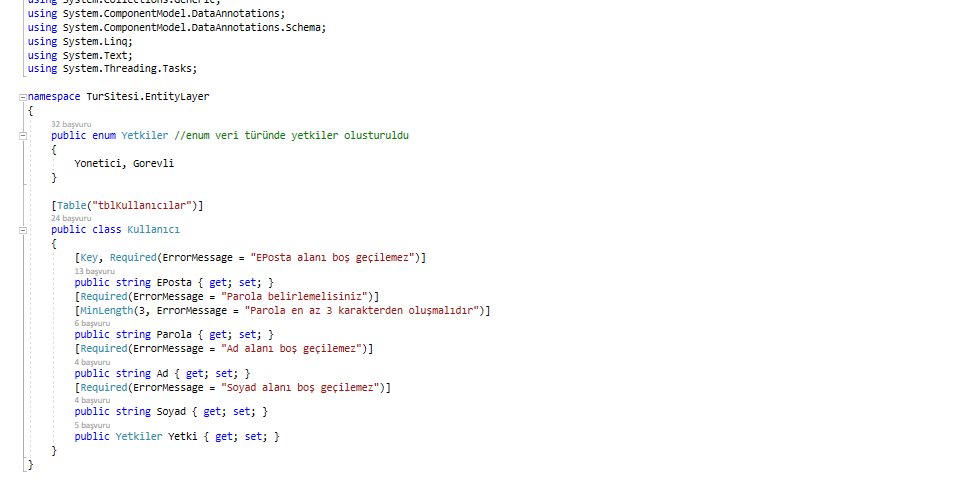 using System.Collections.Generic;
using System.ComponentModel.DataAnnotations;
using System.ComponentModel.DataAnnotations.Schema;
using System.Linq;
using System.Text;
using System.Threading.Tasks;
namespace TurSitesi.EntityLayer
{
32 başvuru
public enum Yetkiler //enum veri türünde yetkiler olusturuldu
{
Yonetici, Gorevli
}
[Table("tblKullanıcılar")]
24 başvuru
public class Kullanıcı
{
[Key, Required(ErrorMessage = "EPosta alanı boş geçilemez")]
13 başvuru
public string EPosta { get; set; }
[Required(ErrorMessage = "Parola belirlemelisiniz")]
[MinLength(3, ErrorMessage = "Parola en az 3 karakterden oluşmalıdır")]
6 başvuru
public string Parola { get; set; }
[Required(ErrorMessage = "Ad alanı boş geçilemez")]
4 başvuru
public string Ad { get; set; }
[Required(ErrorMessage = "Soyad alanı boş geçilemez")]
4 başvuru
public string Soyad { get; set; }
5 başvuru
public Yetkiler Yetki { get; set; }
}
}